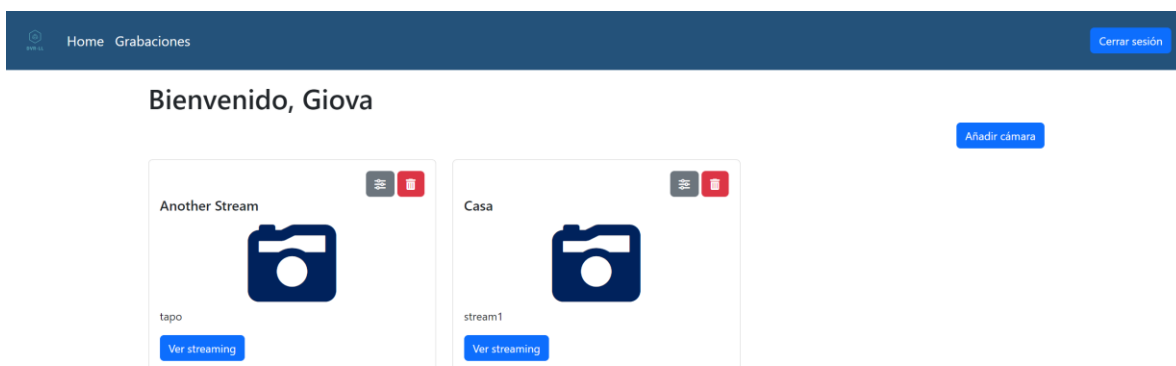 Home Grabaciones
Cerrar sesión
Bienvenido, Giova
Añadir cámara
Another Stream
Casa
tapo
stream1
Ver streaming
Ver streaming